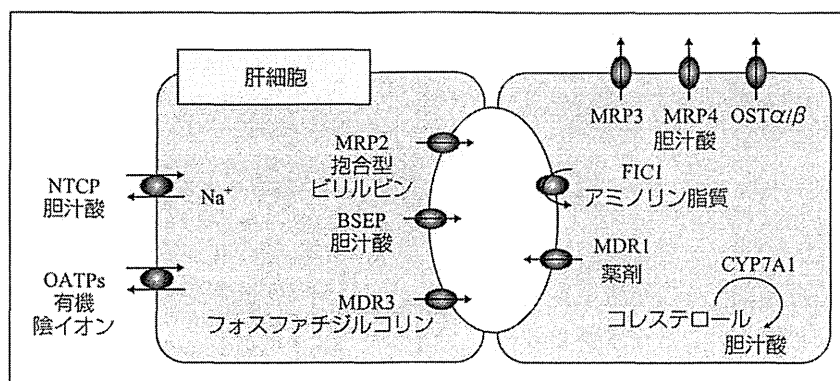 肝細胞
MRP3 MRP4 OSTα/β
胆汁酸
MRP2
抱合型
ビリルビン
NTCP
胆汁酸
Na⁺
BSEP
胆汁酸
FIC1
アミノリン脂質
OATPs
有機
陰イオン
MDR3
フォスファチジルコリン
MDR1
薬剤
CYP7A1
コレステロール
胆汁酸